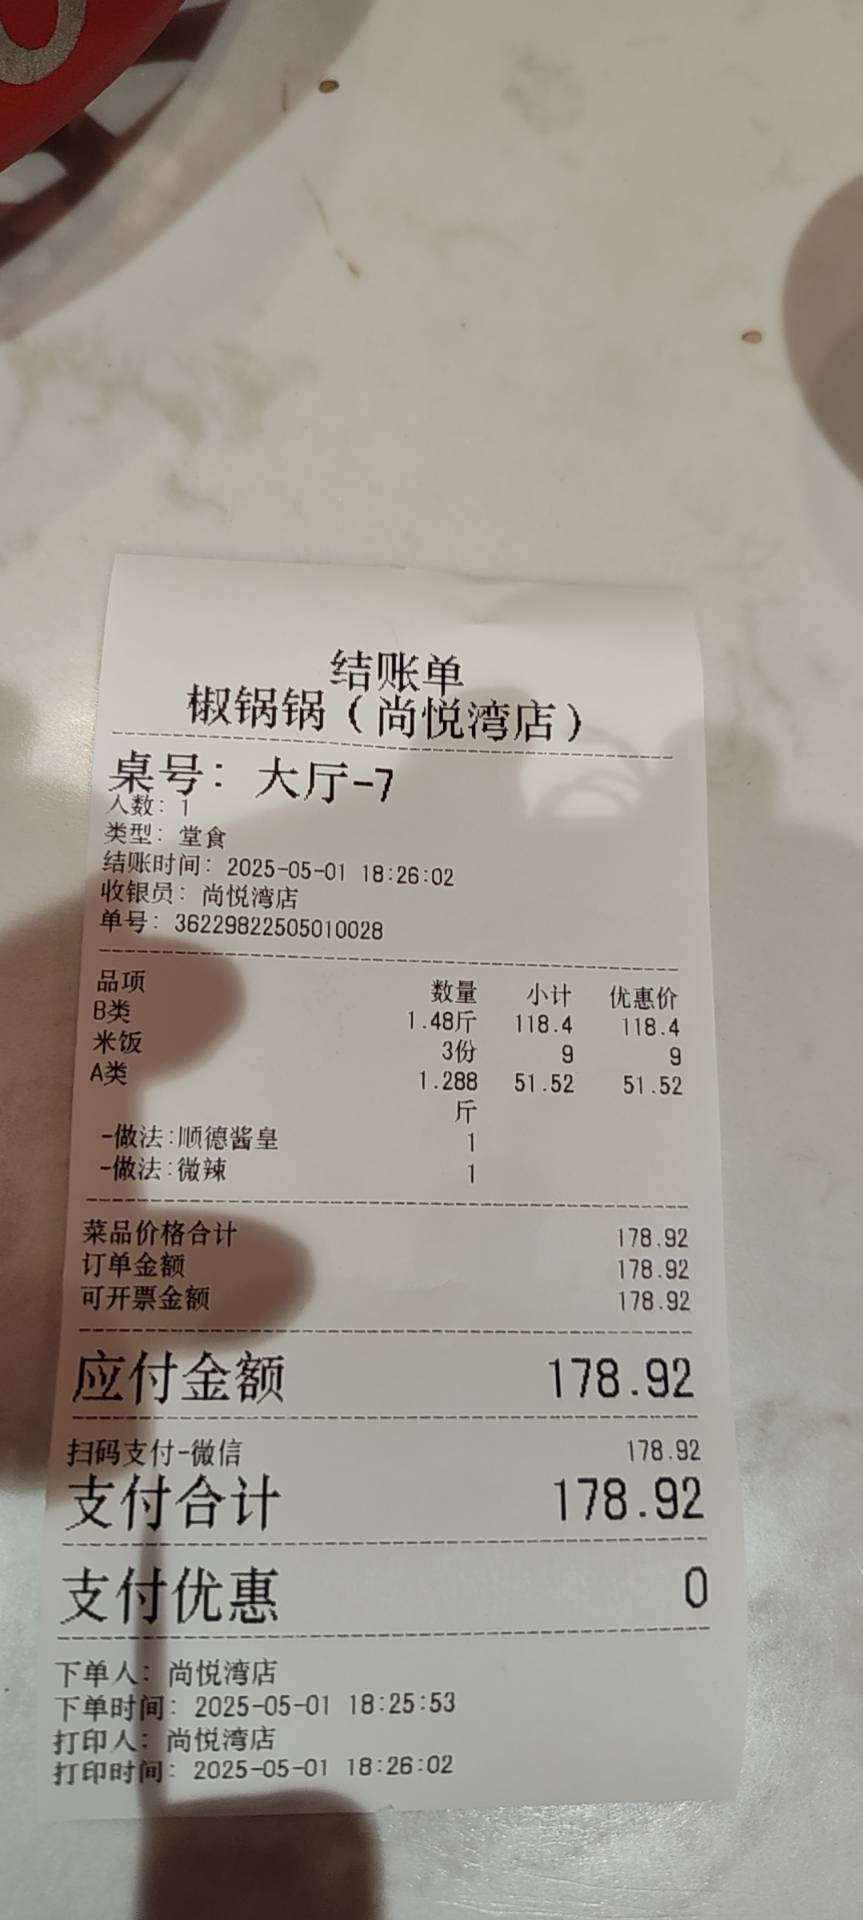 结账单
椒锅锅（尚悦湾店）
桌号：大厅-7
人数：1
类型：堂食
结账时间：2025-05-01 18:26:02
收银员：尚悦湾店
单号：36229822505010028
品项 数量 小计 优惠价
B类 1.48斤 118.4 118.4
米饭 3份 9 9
A类 1.288 51.52 51.52
斤
-做法:顺德酱皇 1
-做法:微辣 1
菜品价格合计 178.92
订单金额 178.92
可开票金额 178.92
应付金额 178.92
扫码支付-微信 178.92
支付合计 178.92
支付优惠 0
下单人：尚悦湾店
下单时间：2025-05-01 18:25:53
打印人：尚悦湾店
打印时间：2025-05-01 18:26:02